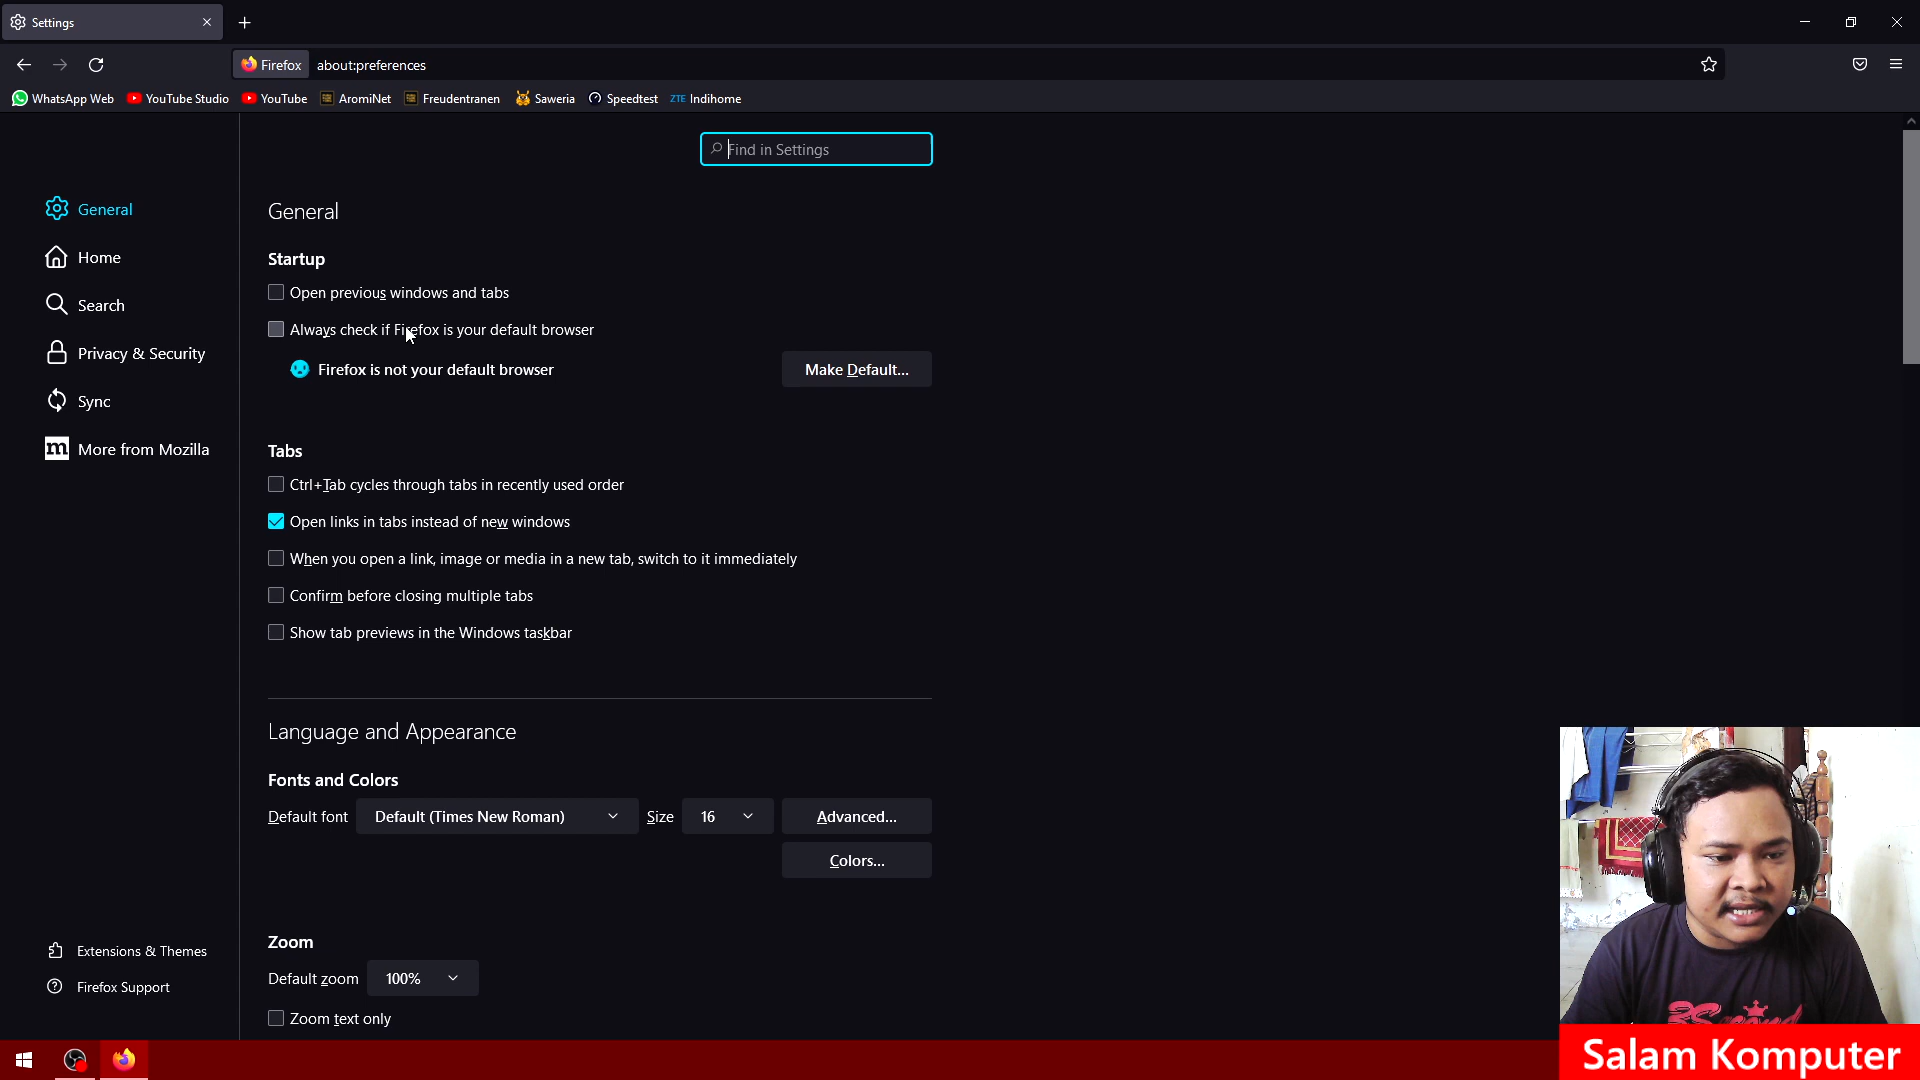 Settings
Firefox
about:preferences
WhatsApp Web
YouTube Studio
YouTube
AromiNet
Freudentranen
Saweria
Speedtest
ZTE Indihome
Find in Settings
General
Home
Search
Privacy & Security
Sync
m More from Mozilla
Extensions & Themes
Firefox Support
General
Startup
Open previous windows and tabs
Always check if Firefox is your default browser
Firefox is not your default browser
Make Default...
Tabs
Ctrl+Tab cycles through tabs in recently used order
Open links in tabs instead of new windows
When you open a link, image or media in a new tab, switch to it immediately
Confirm before closing multiple tabs
Show tab previews in the Windows taskbar
Language and Appearance
Fonts and Colors
Default font Default (Times New Roman) Size 16 Advanced...
Colors...
Zoom
Default zoom 100%
Zoom text only
3Second
Salam Komputer